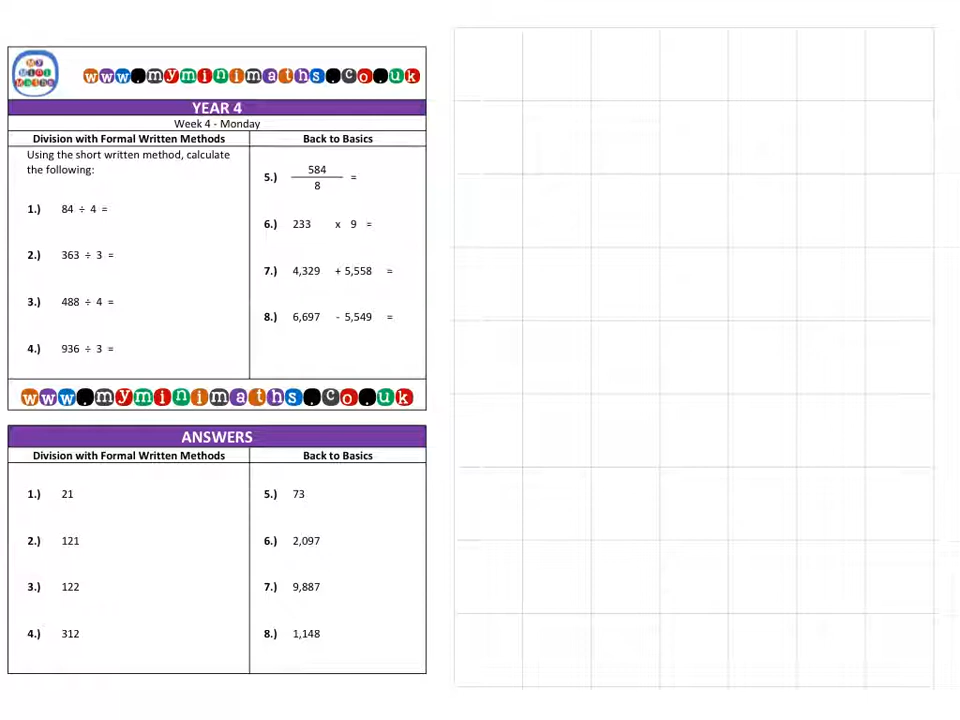 My
Mini
Maths
www.myminimaths.co.uk
YEAR 4
Week 4 - Monday
Division with Formal Written Methods
Back to Basics
Using the short written method, calculate
the following:
1.) 84 ÷ 4 =
2.) 363 ÷ 3 =
3.) 488 ÷ 4 =
4.) 936 ÷ 3 =
5.) 584
8 =
6.) 233 x 9 =
7.) 4,329 + 5,558 =
8.) 6,697 - 5,549 =
www.myminimaths.co.uk
ANSWERS
Division with Formal Written Methods
Back to Basics
1.) 21
2.) 121
3.) 122
4.) 312
5.) 73
6.) 2,097
7.) 9,887
8.) 1,148